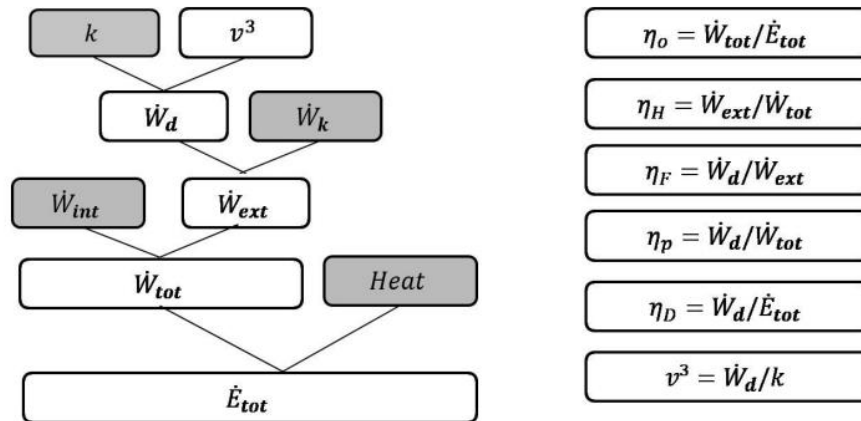 k v³
Ẇd Ẇk
Ẇint Ẇext
Ẇtot Heat
Ėtot
ηo = Ẇtot/Ėtot
ηH = Ẇext/Ẇtot
ηF = Ẇd/Ẇext
ηp = Ẇd/Ẇtot
ηD = Ẇd/Ėtot
v³ = Ẇd/k